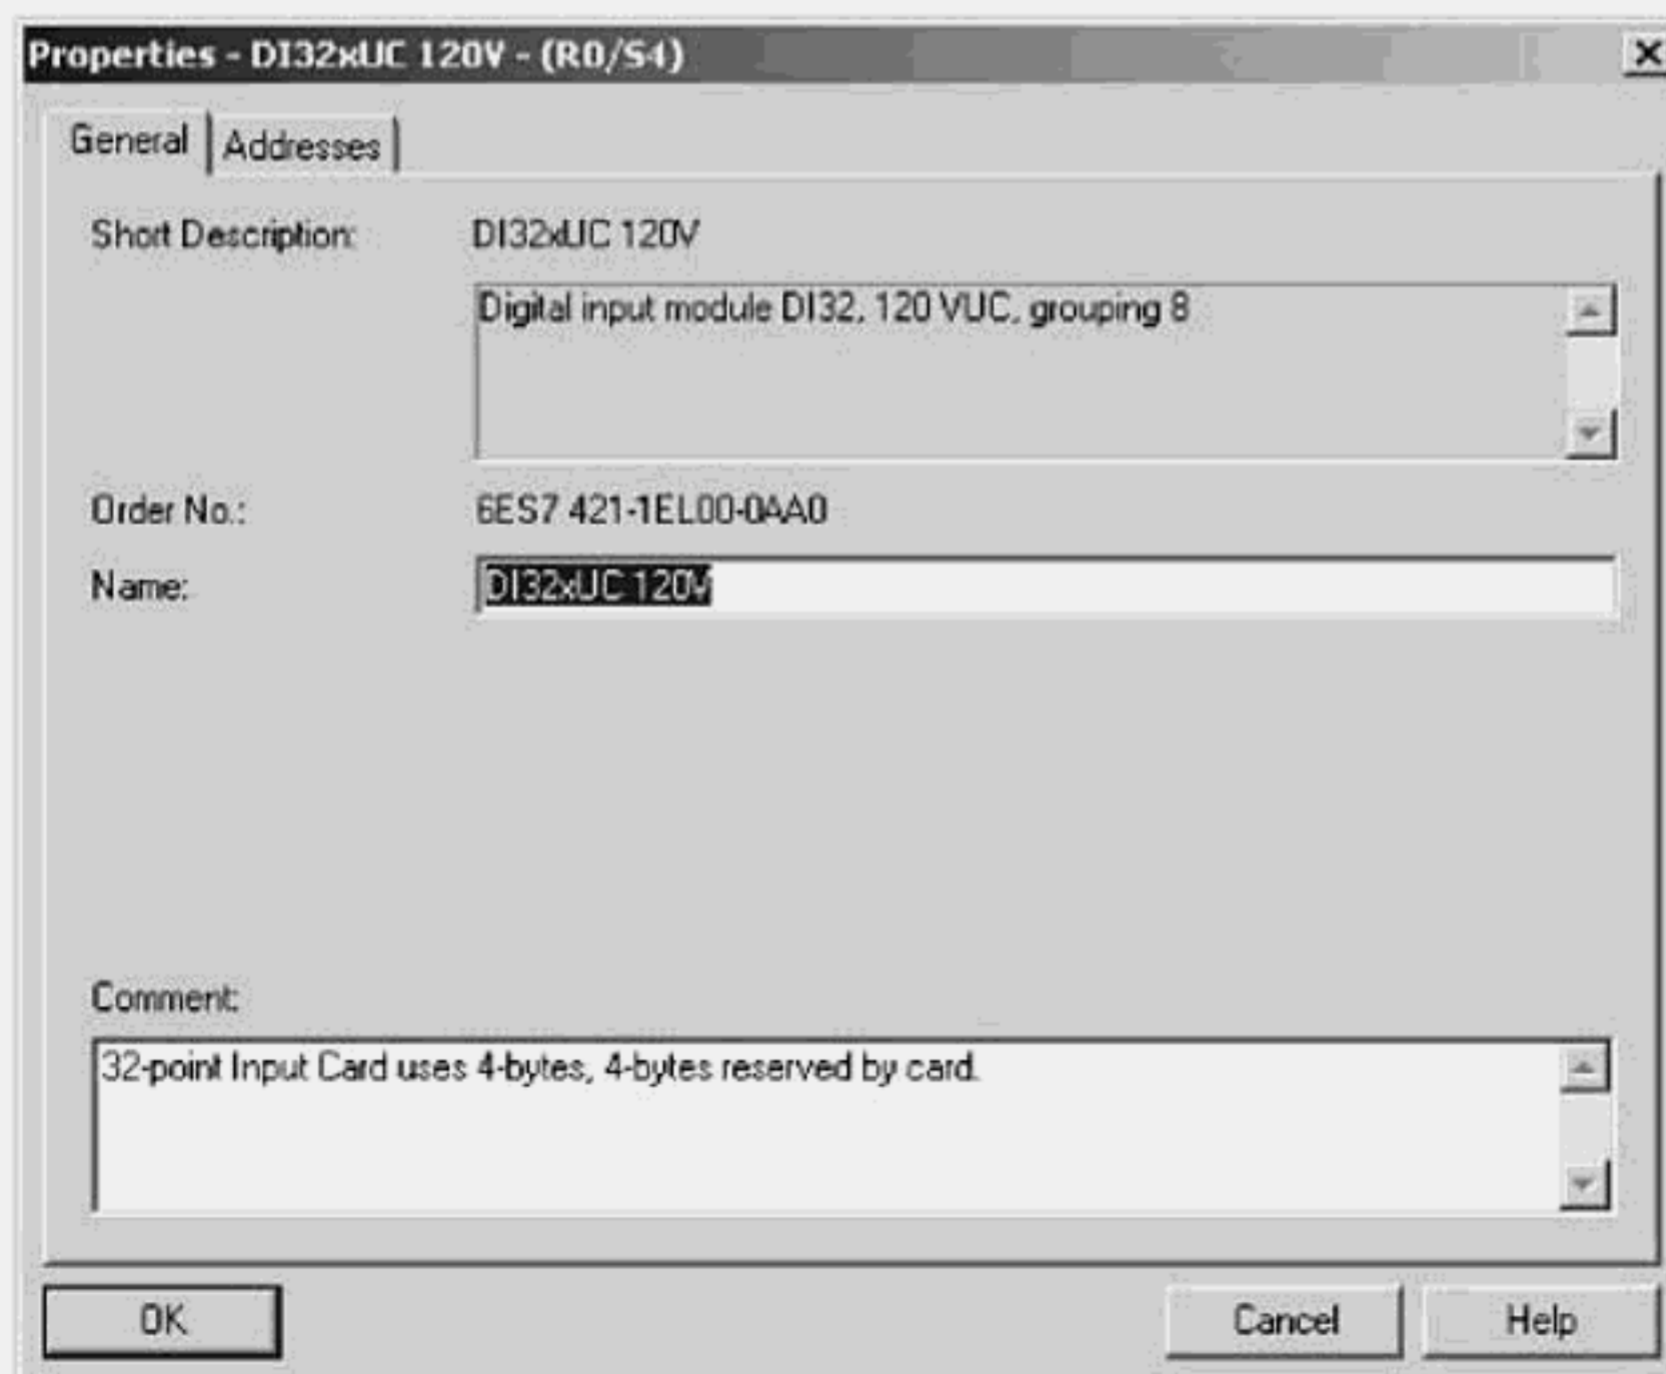 Properties - DI32xUC 120V - (R0/S4)
General
Addresses
Short Description: DI32xUC 120V
Digital input module DI32, 120 VUC, grouping 8
Order No.: 6ES7 421-1EL00-0AA0
Name: DI32xUC 120V
Comment:
32-point Input Card uses 4-bytes, 4-bytes reserved by card.
OK Cancel Help